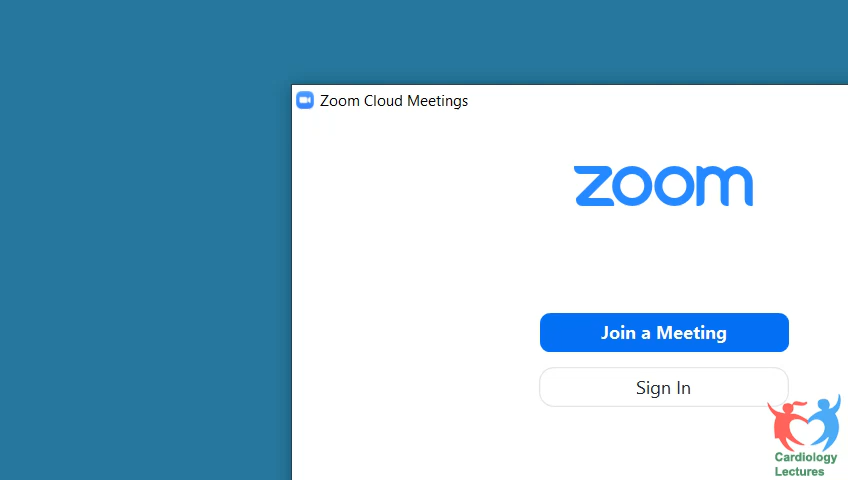 Zoom Cloud Meetings
zoom
Join a Meeting
Sign In
Cardiology
Lectures